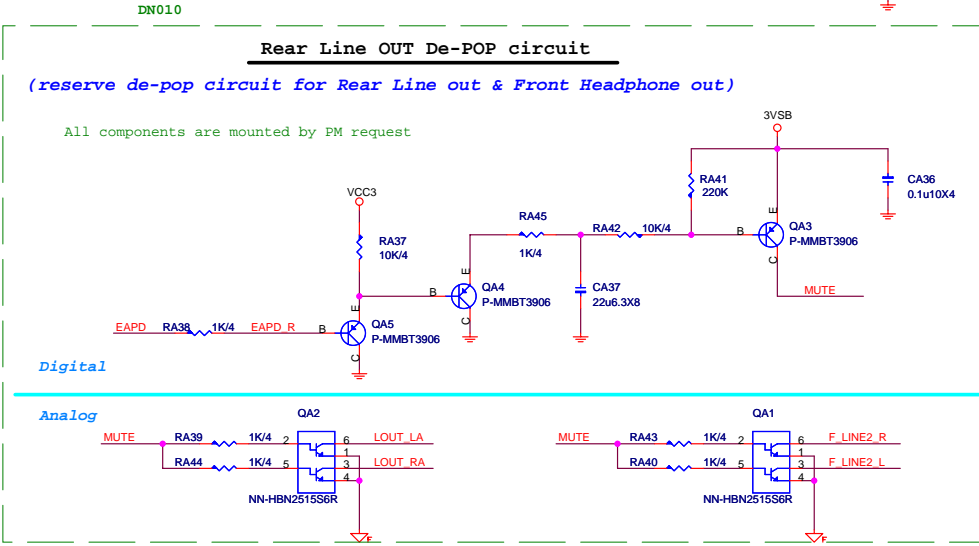 DN010
Rear Line OUT De-POP circuit
(reserve de-pop circuit for Rear Line out & Front Headphone out)
All components are mounted by PM request
3VSB
RA41
220K
CA36
0.1u10X4
VCC3
RA37
10K/4
RA45
1K/4
RA42 10K/4
B
E
C
QA3
P-MMBT3906
MUTE
B
E
C
QA4
P-MMBT3906
CA37
22u6.3X8
EAPD RA38 1K/4 EAPD_R B
E
C
QA5
P-MMBT3906
Digital
Analog
QA2
MUTE RA39 1K/4 2 6 LOUT_LA
1
RA44 1K/4 5 3 LOUT_RA
4
NN-HBN2515S6R
F
QA1
MUTE RA43 1K/4 2 6 F_LINE2_R
1
RA40 1K/4 5 3 F_LINE2_L
4
NN-HBN2515S6R
F